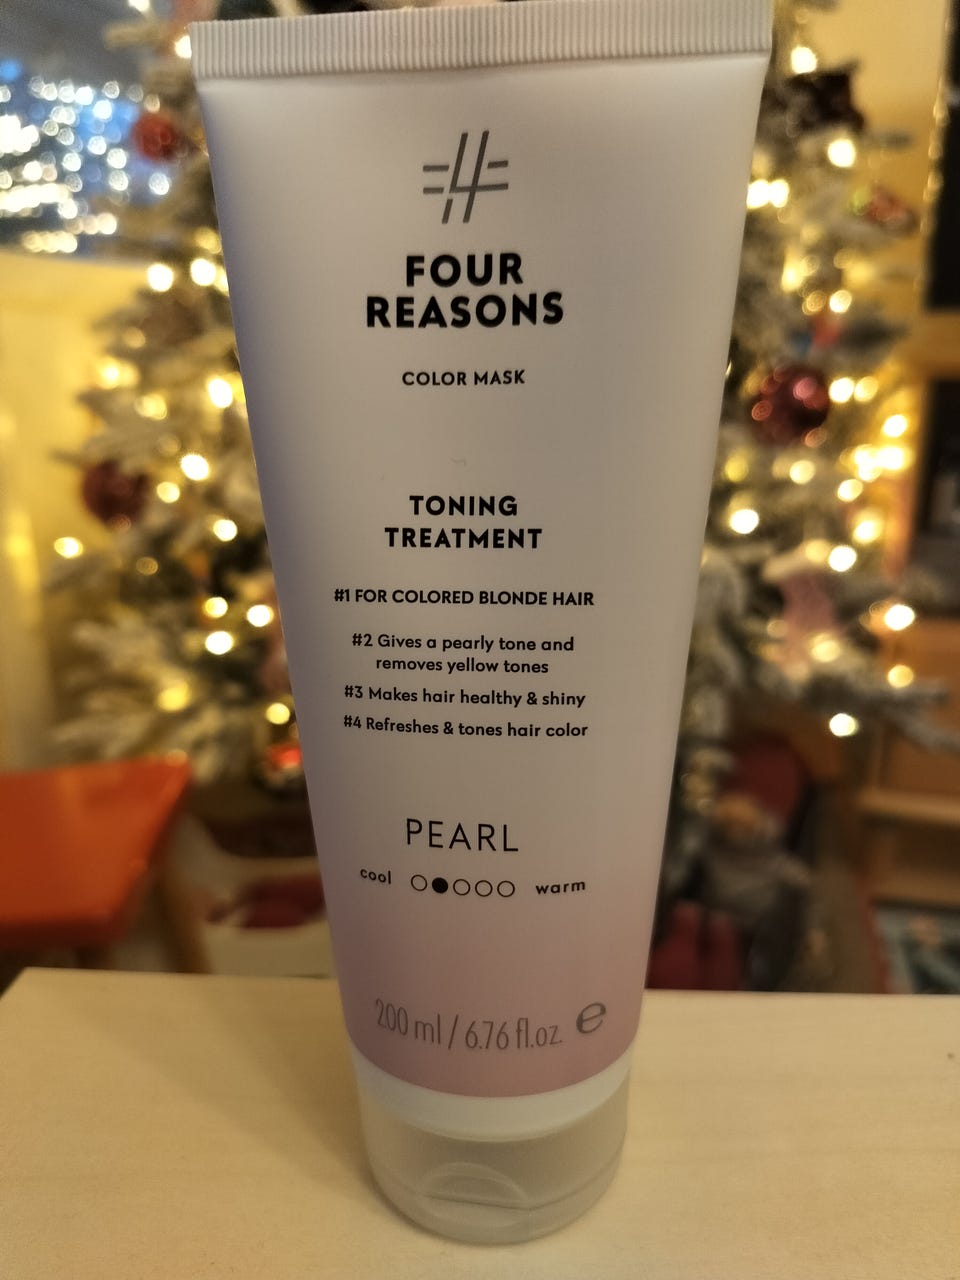 #4
FOUR
REASONS
COLOR MASK
TONING
TREATMENT
#1 FOR COLORED BLONDE HAIR
#2 Gives a pearly tone and
removes yellow tones
#3 Makes hair healthy & shiny
#4 Refreshes & tones hair color
PEARL
cool warm
200 ml / 6.76 fl.oz. ℮